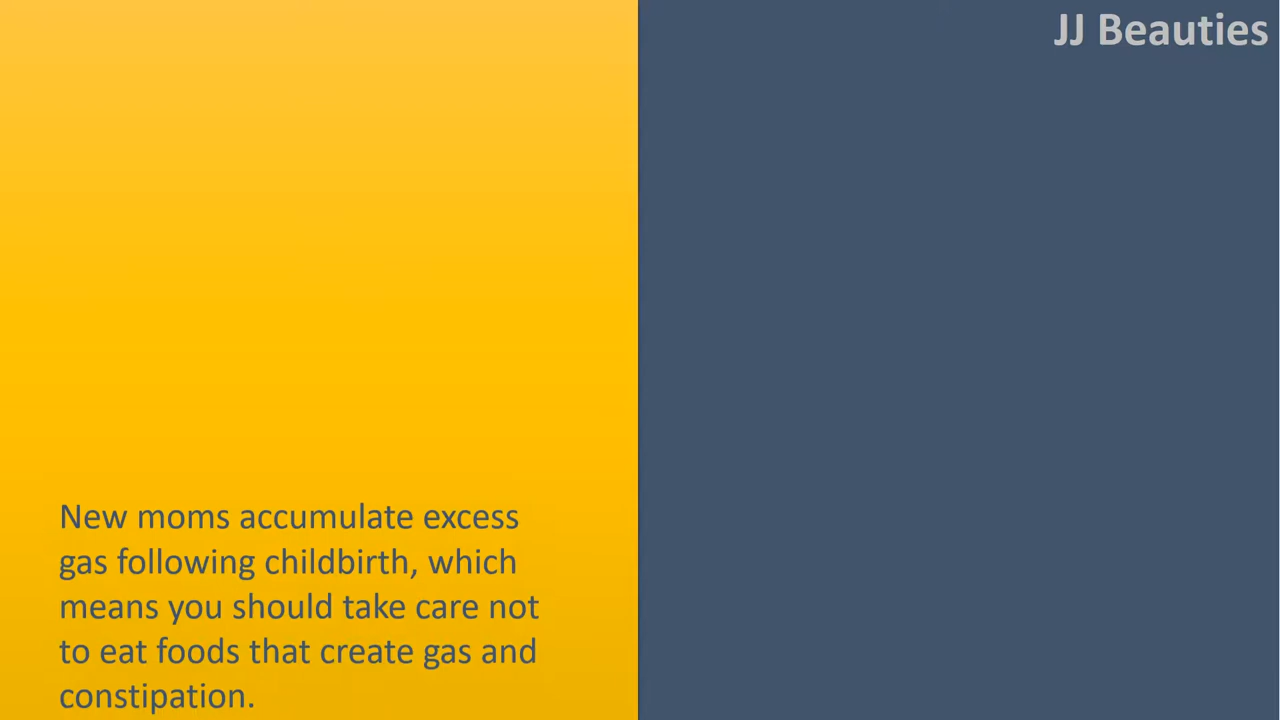 JJ Beauties
New moms accumulate excess
gas following childbirth, which
means you should take care not
to eat foods that create gas and
constipation.